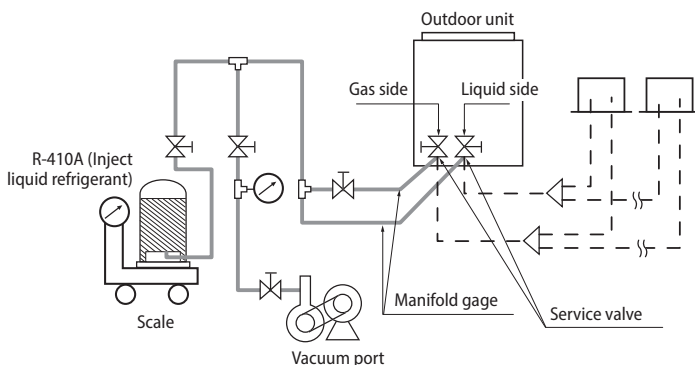 Outdoor unit
Gas side
Liquid side
R-410A (Inject
liquid refrigerant)
Manifold gage
Service valve
Scale
Vacuum port